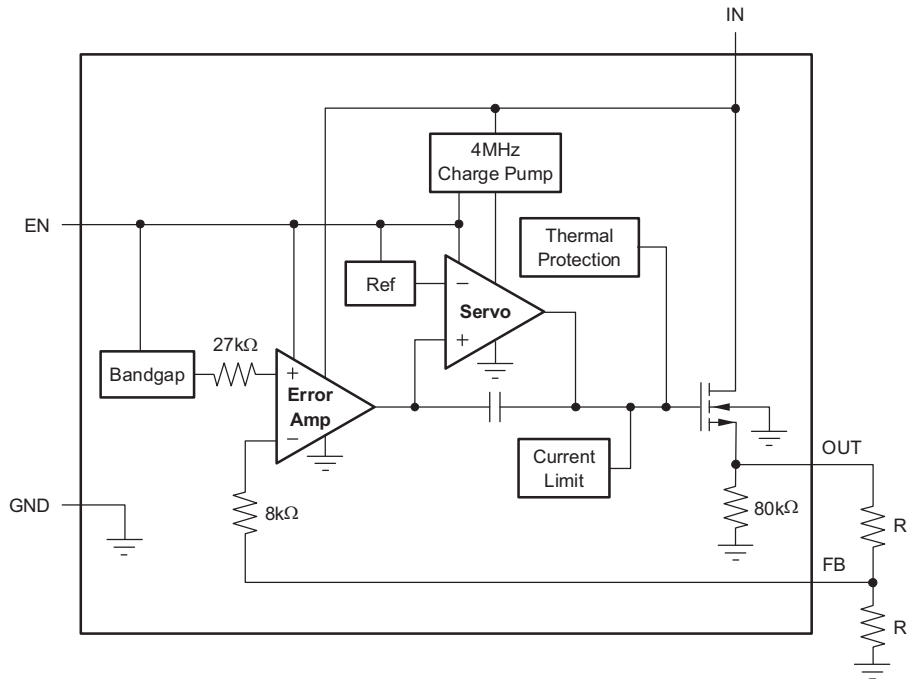 IN
4MHz
Charge Pump
EN
Thermal
Protection
Ref
−
Servo
+
27kΩ
Bandgap
+
Error
Amp
−
OUT
Current
Limit
GND
8kΩ
80kΩ
R
FB
R